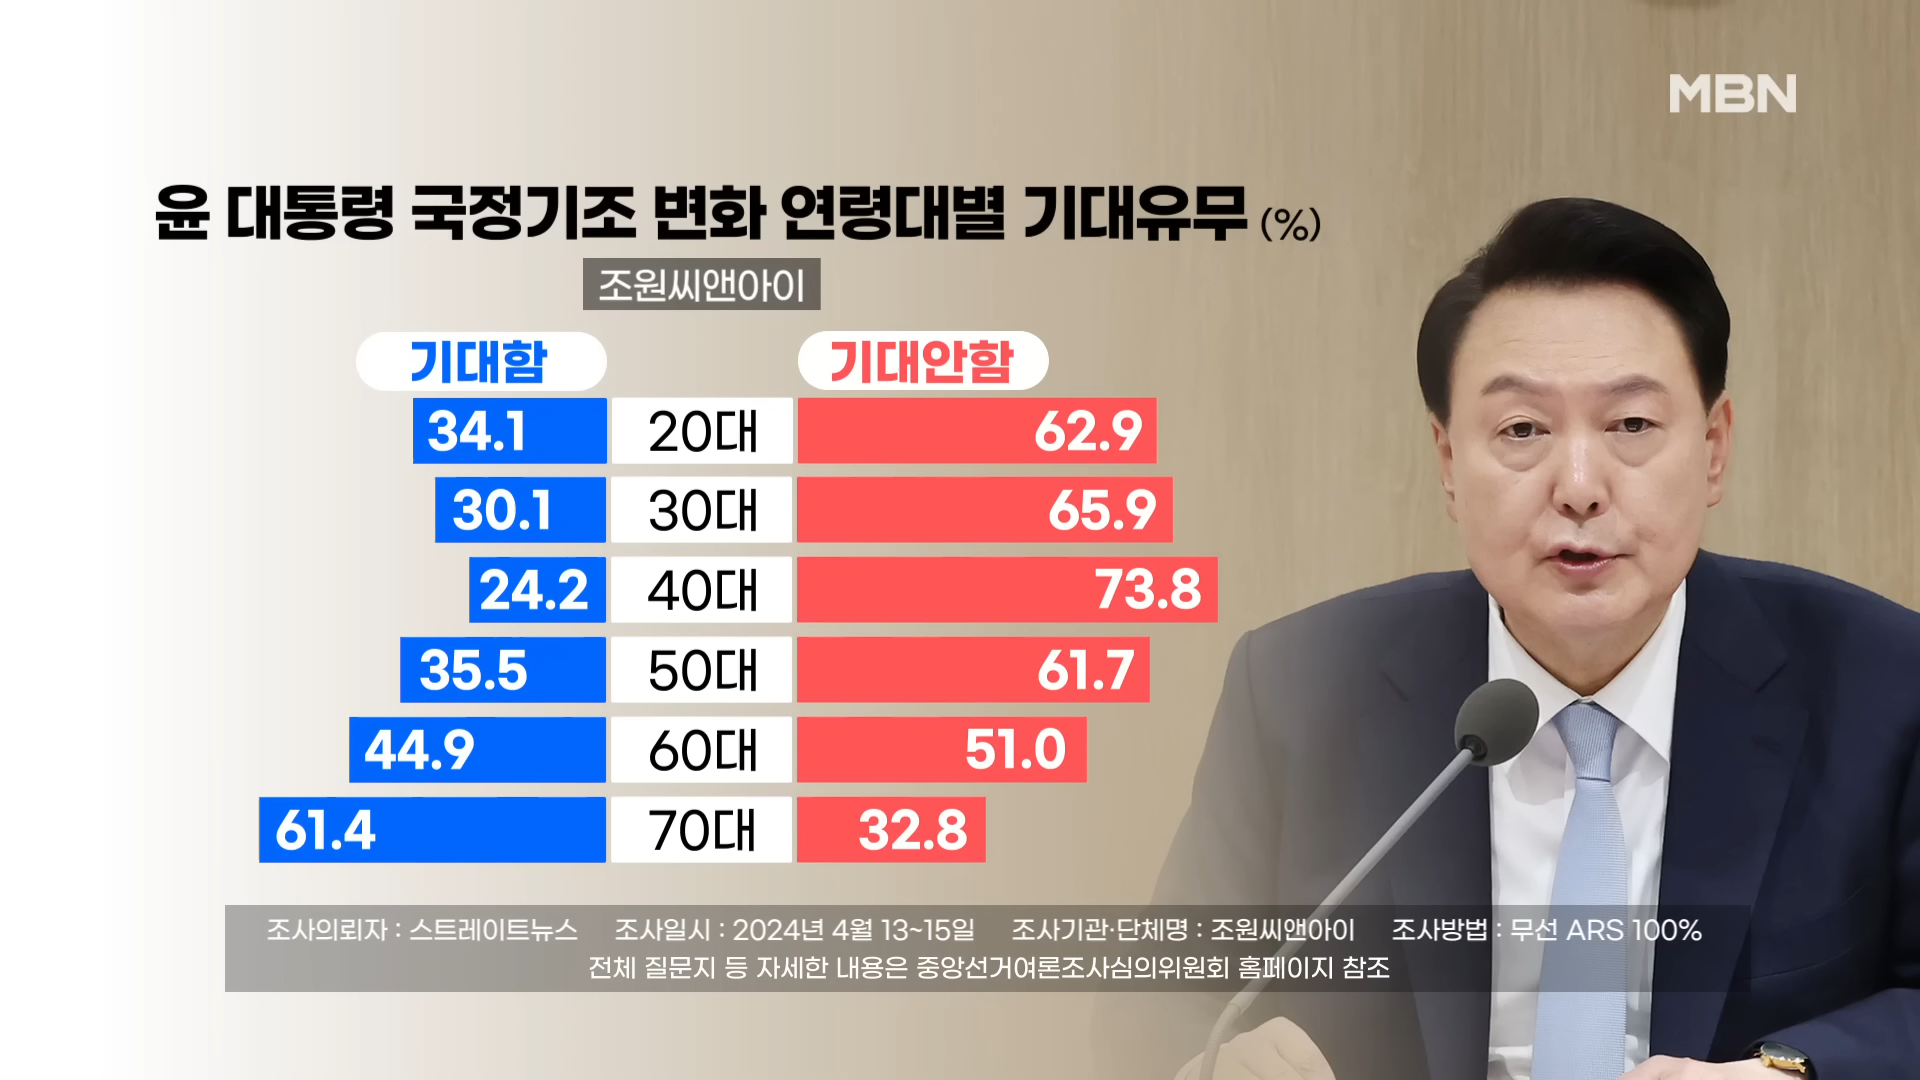 MBN
윤 대통령 국정기조 변화 연령대별 기대유무 (%)
조원씨앤아이
기대함 기대안함
34.1 20대 62.9
30.1 30대 65.9
24.2 40대 73.8
35.5 50대 61.7
44.9 60대 51.0
61.4 70대 32.8
조사의뢰자 : 스트레이트뉴스 조사일시 : 2024년 4월 13~15일 조사기관·단체명 : 조원씨앤아이 조사방법 : 무선 ARS 100%
전체 질문지 등 자세한 내용은 중앙선거여론조사심의위원회 홈페이지 참조